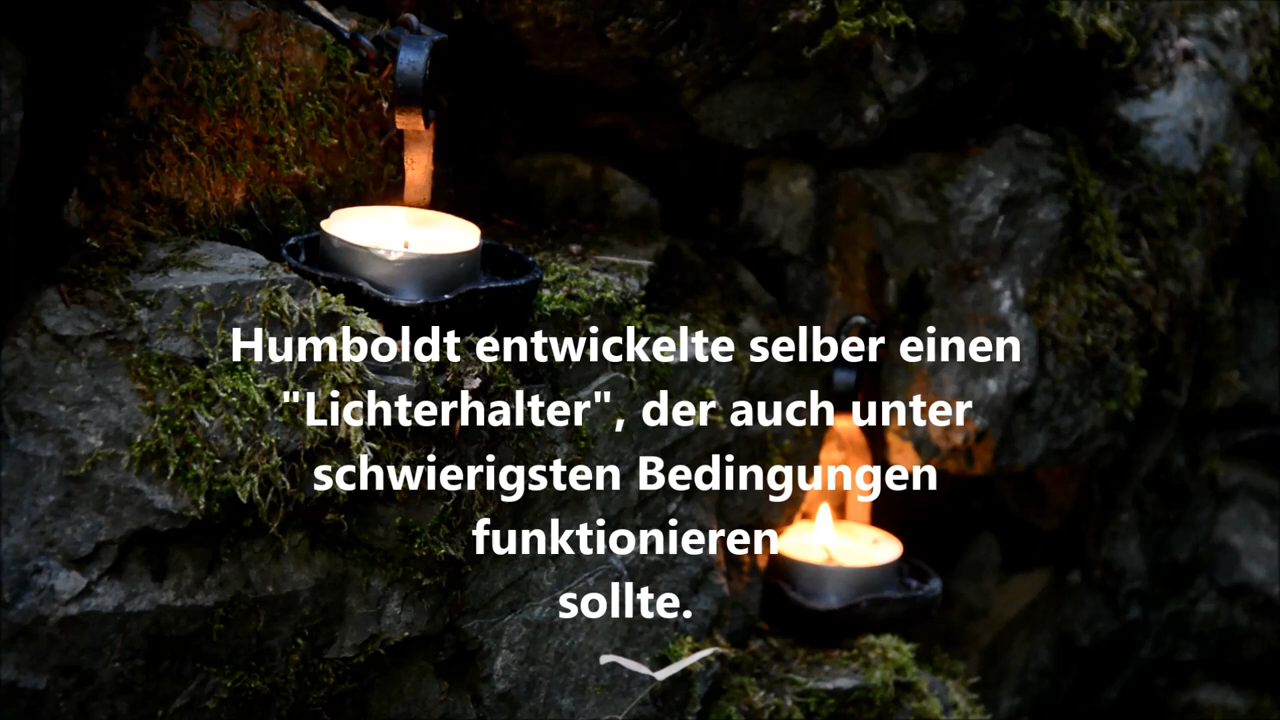 Humboldt entwickelte selber einen
"Lichterhalter", der auch unter
schwierigsten Bedingungen
funktionieren
sollte.